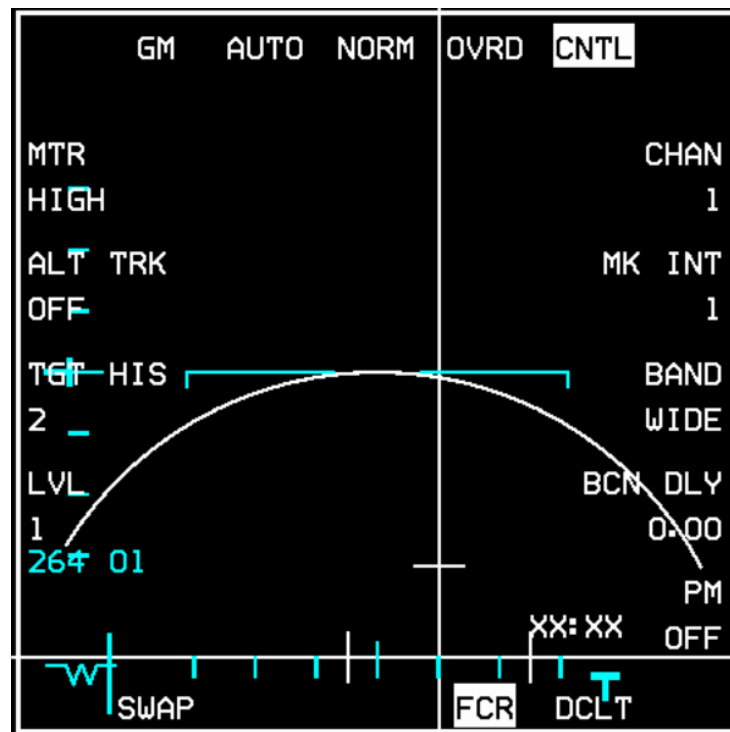 GM AUTO NORM OVRD CNTL
MTR CHAN
HIGH 1
ALT TRK MK INT
OFF 1
TGT HIS BAND
2 WIDE
LVL BCN DLY
1 0.00
264 01
PM
XX:XX OFF
SWAP FCR DCLT